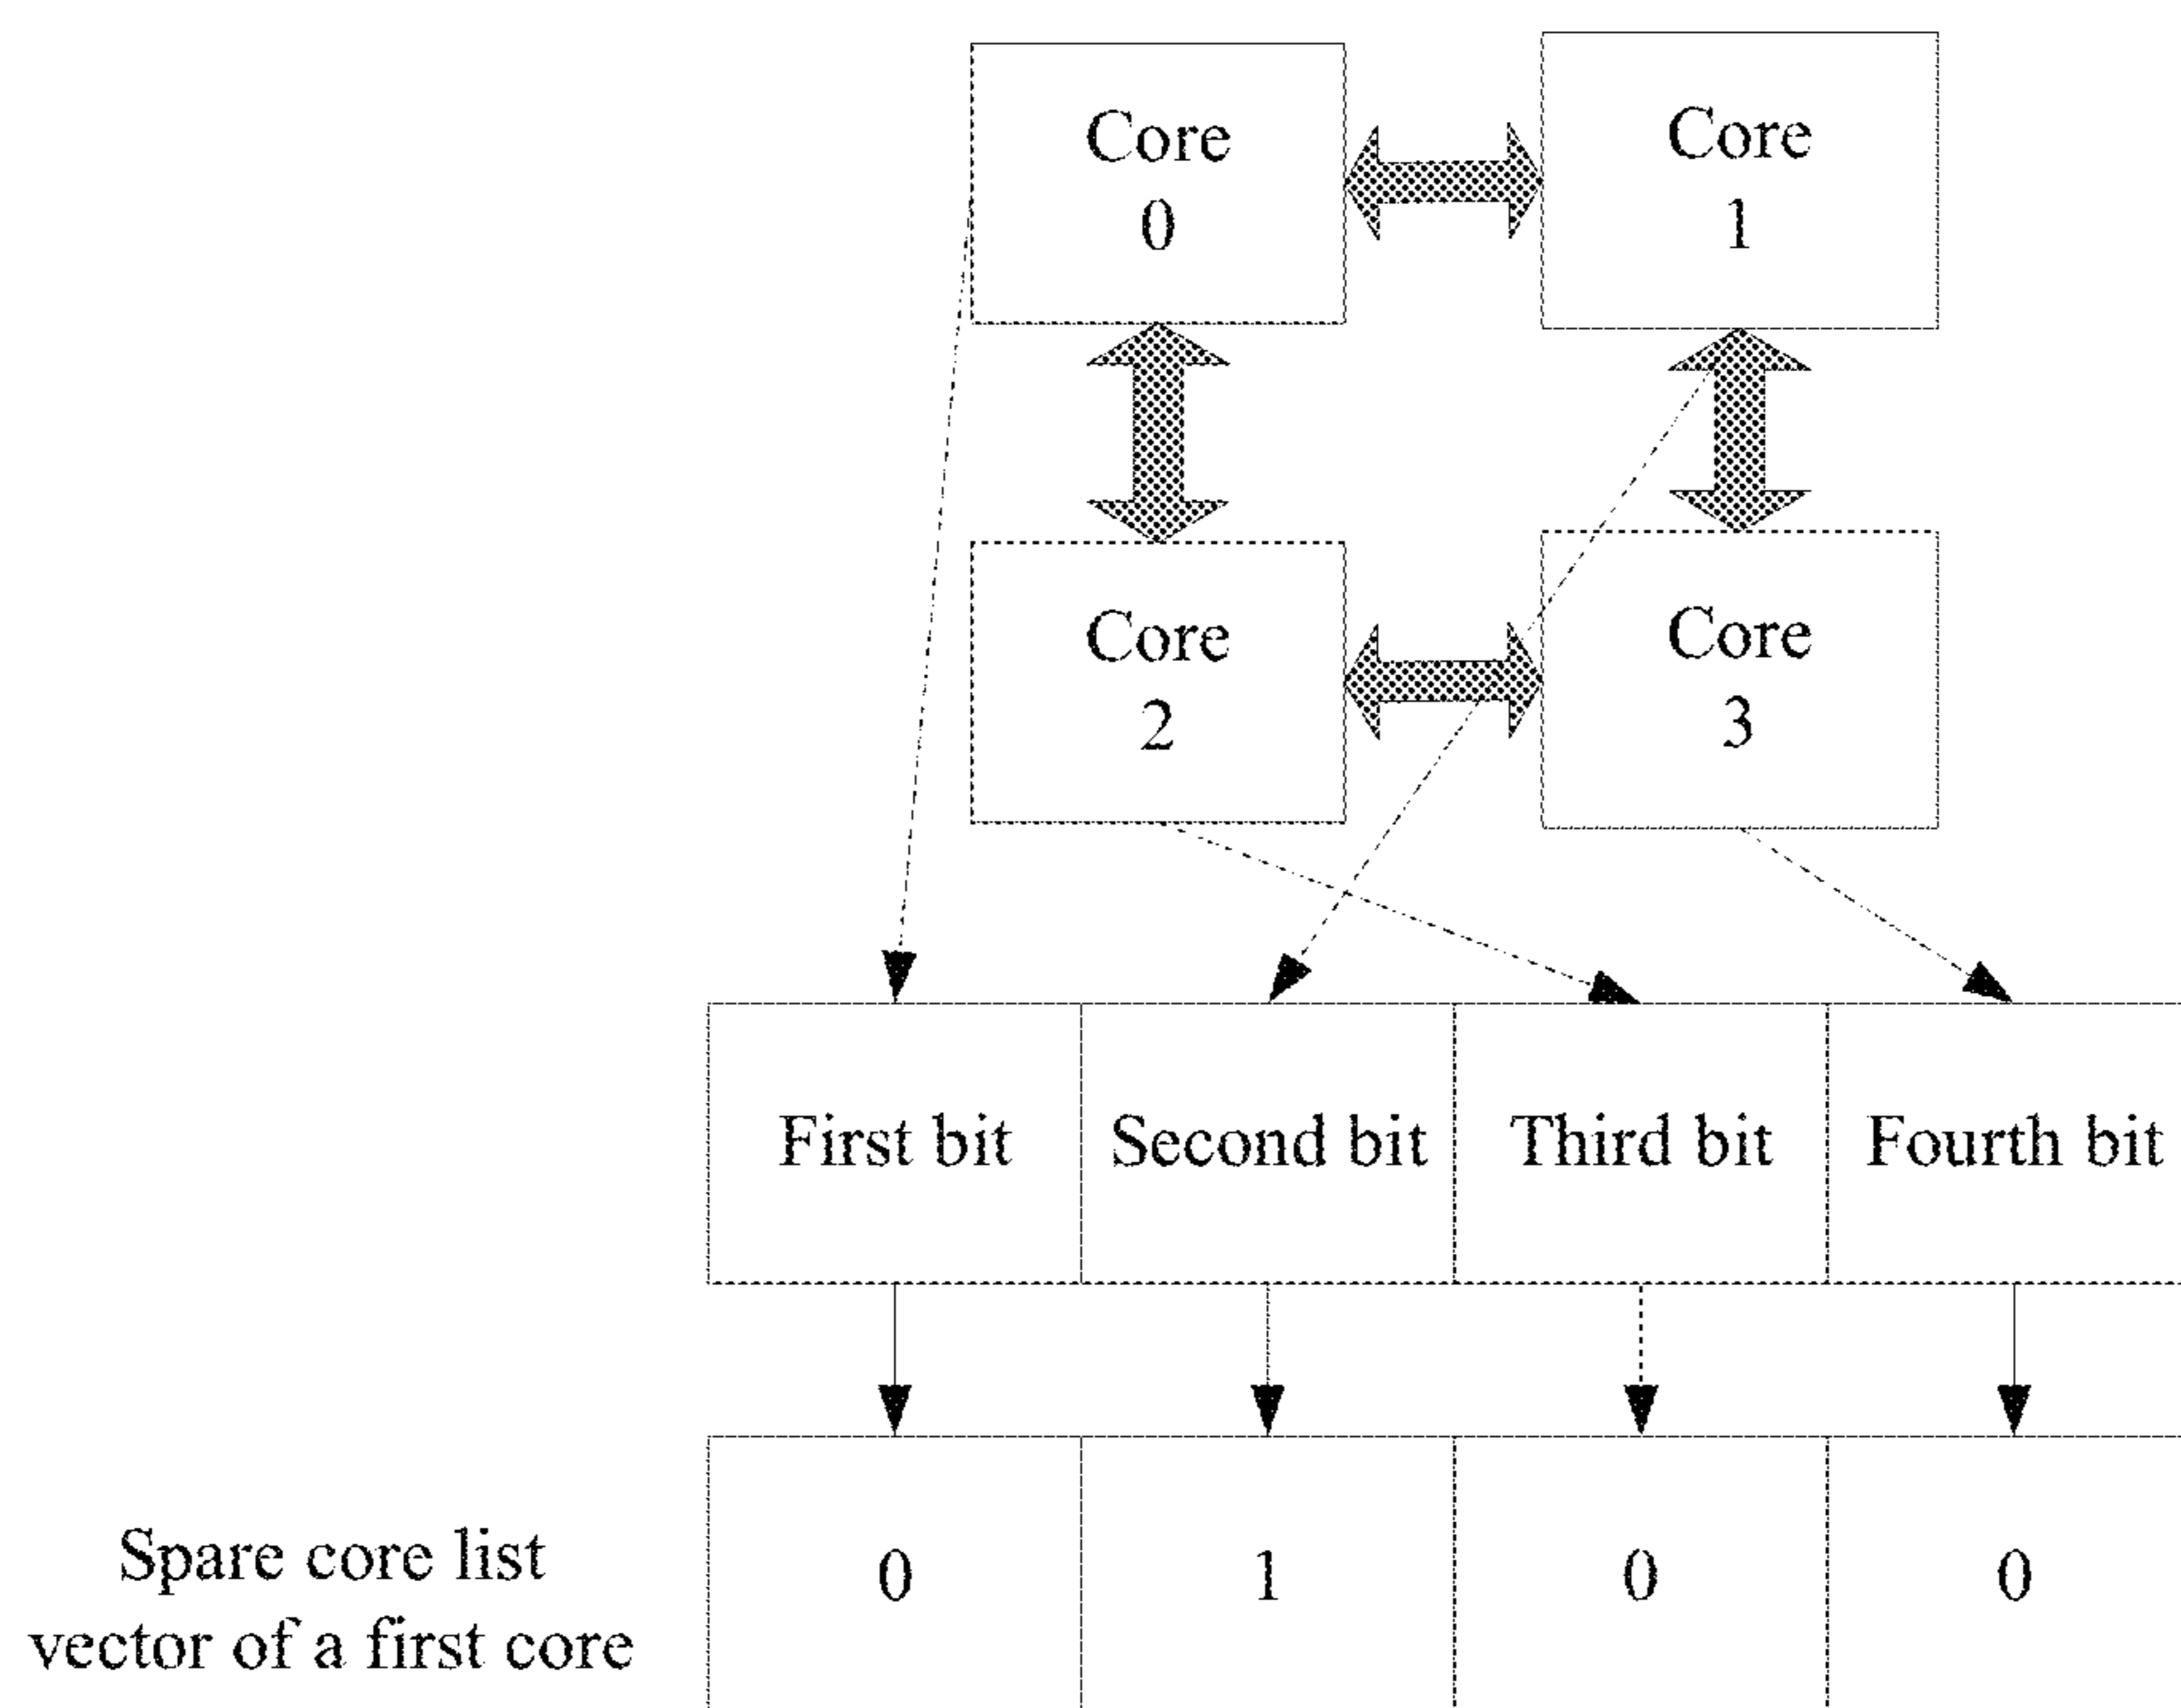 Core
0
Core
1
Core
2
Core
3
First bit
Second bit
Third bit
Fourth bit
Spare core list
vector of a first core
0
1
0
0